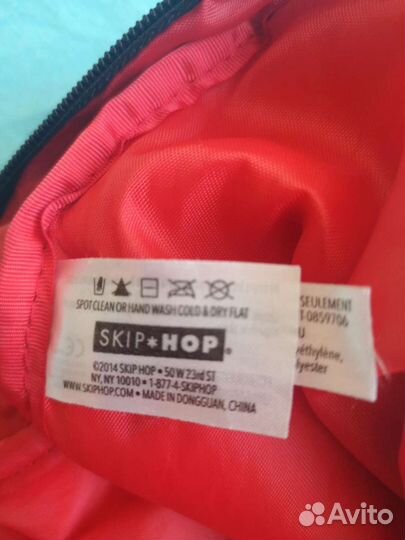 SPOT CLEAN OR HAND WASH COLD & DRY FLAT
SKIP*HOP®
©2014 SKIP HOP • 50 W 23rd ST
NY, NY 10010 • 1-877-4-SKIPHOP
WWW.SKIPHOP.COM • MADE IN DONGGUAN, CHINA
SEULEMENT
-0859706
U
yéthylène,
lyester
Avito